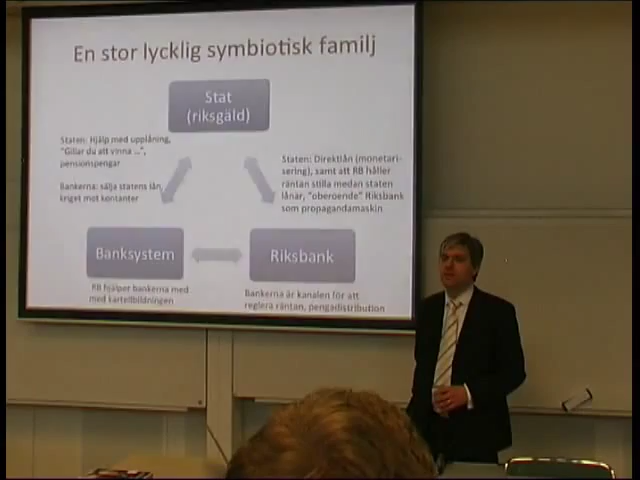 En stor lycklig symbiotisk familj
Stat
(riksgäld)
Staten: Hjälp med upplåning,
"Gillar du att vinna ...",
pensionspengar
Bankerna: sälja statens lån,
kriget mot kontanter
Staten: Direktlån (monetari-
sering), samt att RB håller
räntan stilla medan staten
lånar, "oberoende" Riksbank
som propagandamaskin
Banksystem
Riksbank
RB hjälper bankerna med
med kartellbildningen
Bankerna är kanalen för att
reglera räntan, pengadistribution